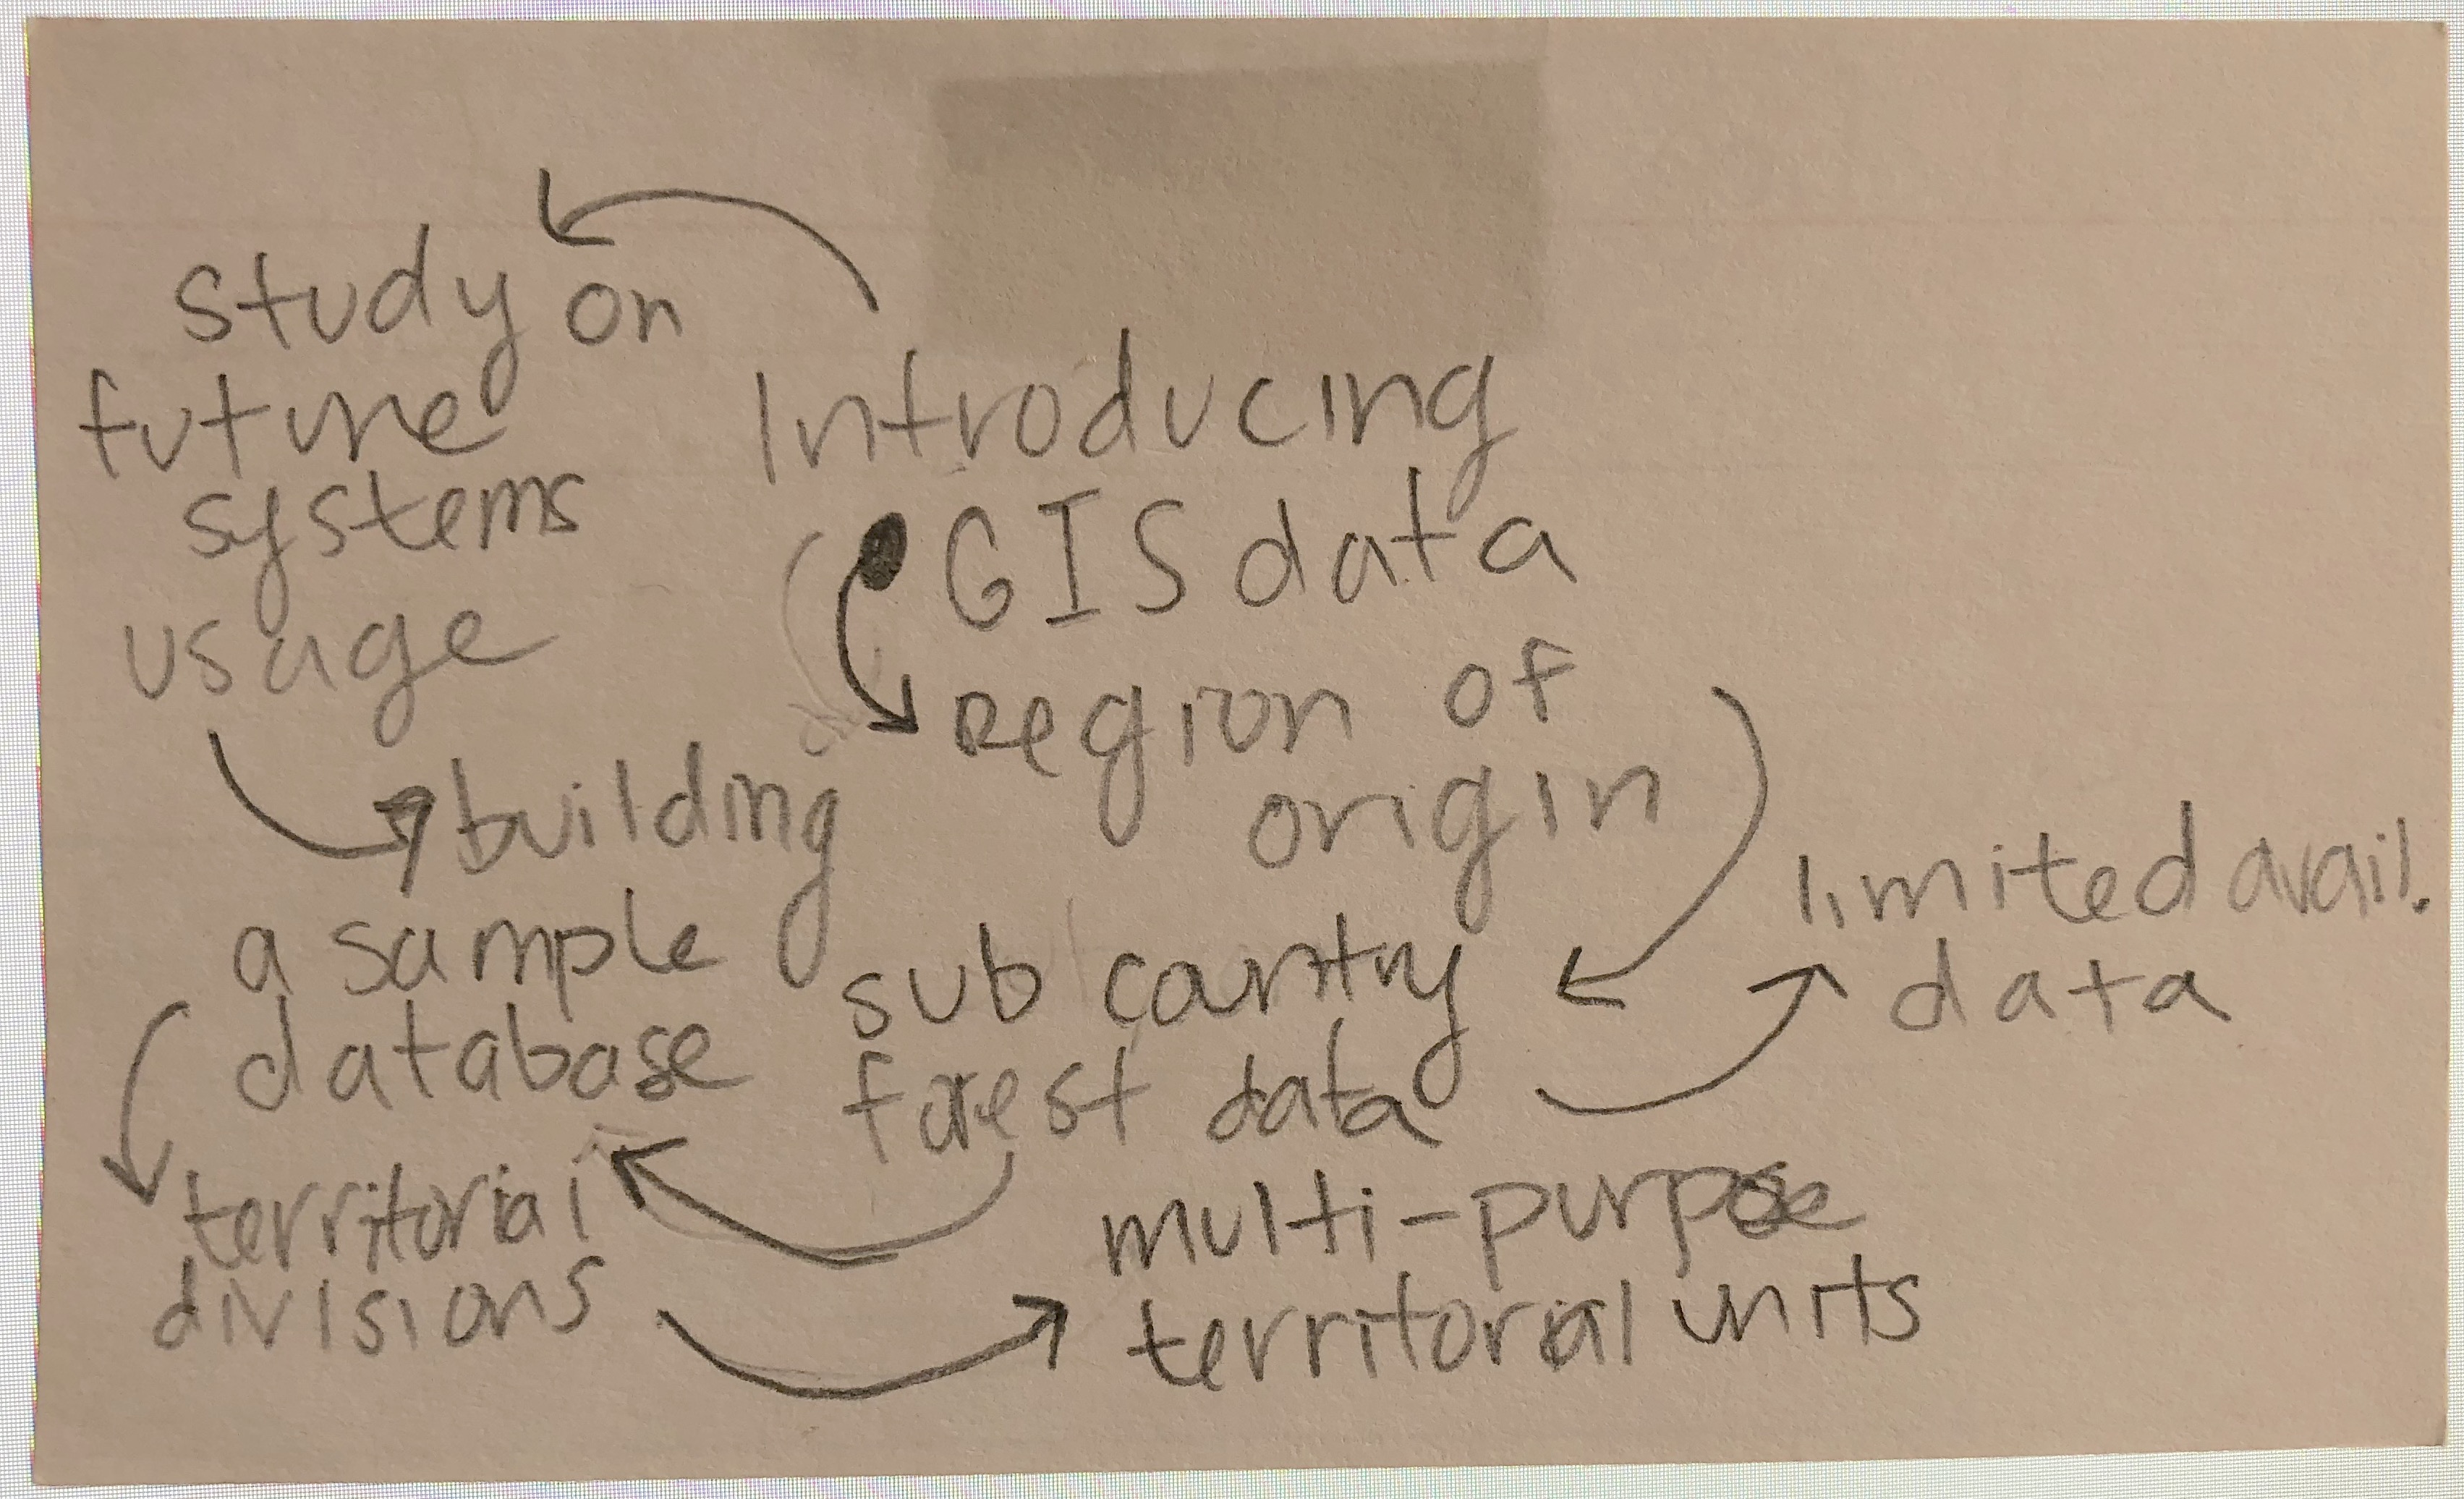 study on
future
systems
usage
Introducing
GIS data
region of
origin
building
a sample
database
sub country
forest data
limited avail.
data
territorial
divisions
multi-purpose
territorial units